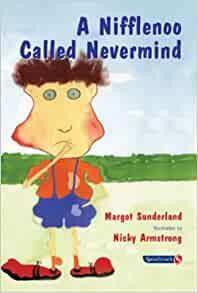 A Nifflenoo
Called Nevermind
Margot Sunderland
Illustrated by
Nicky Armstrong
Speechmark